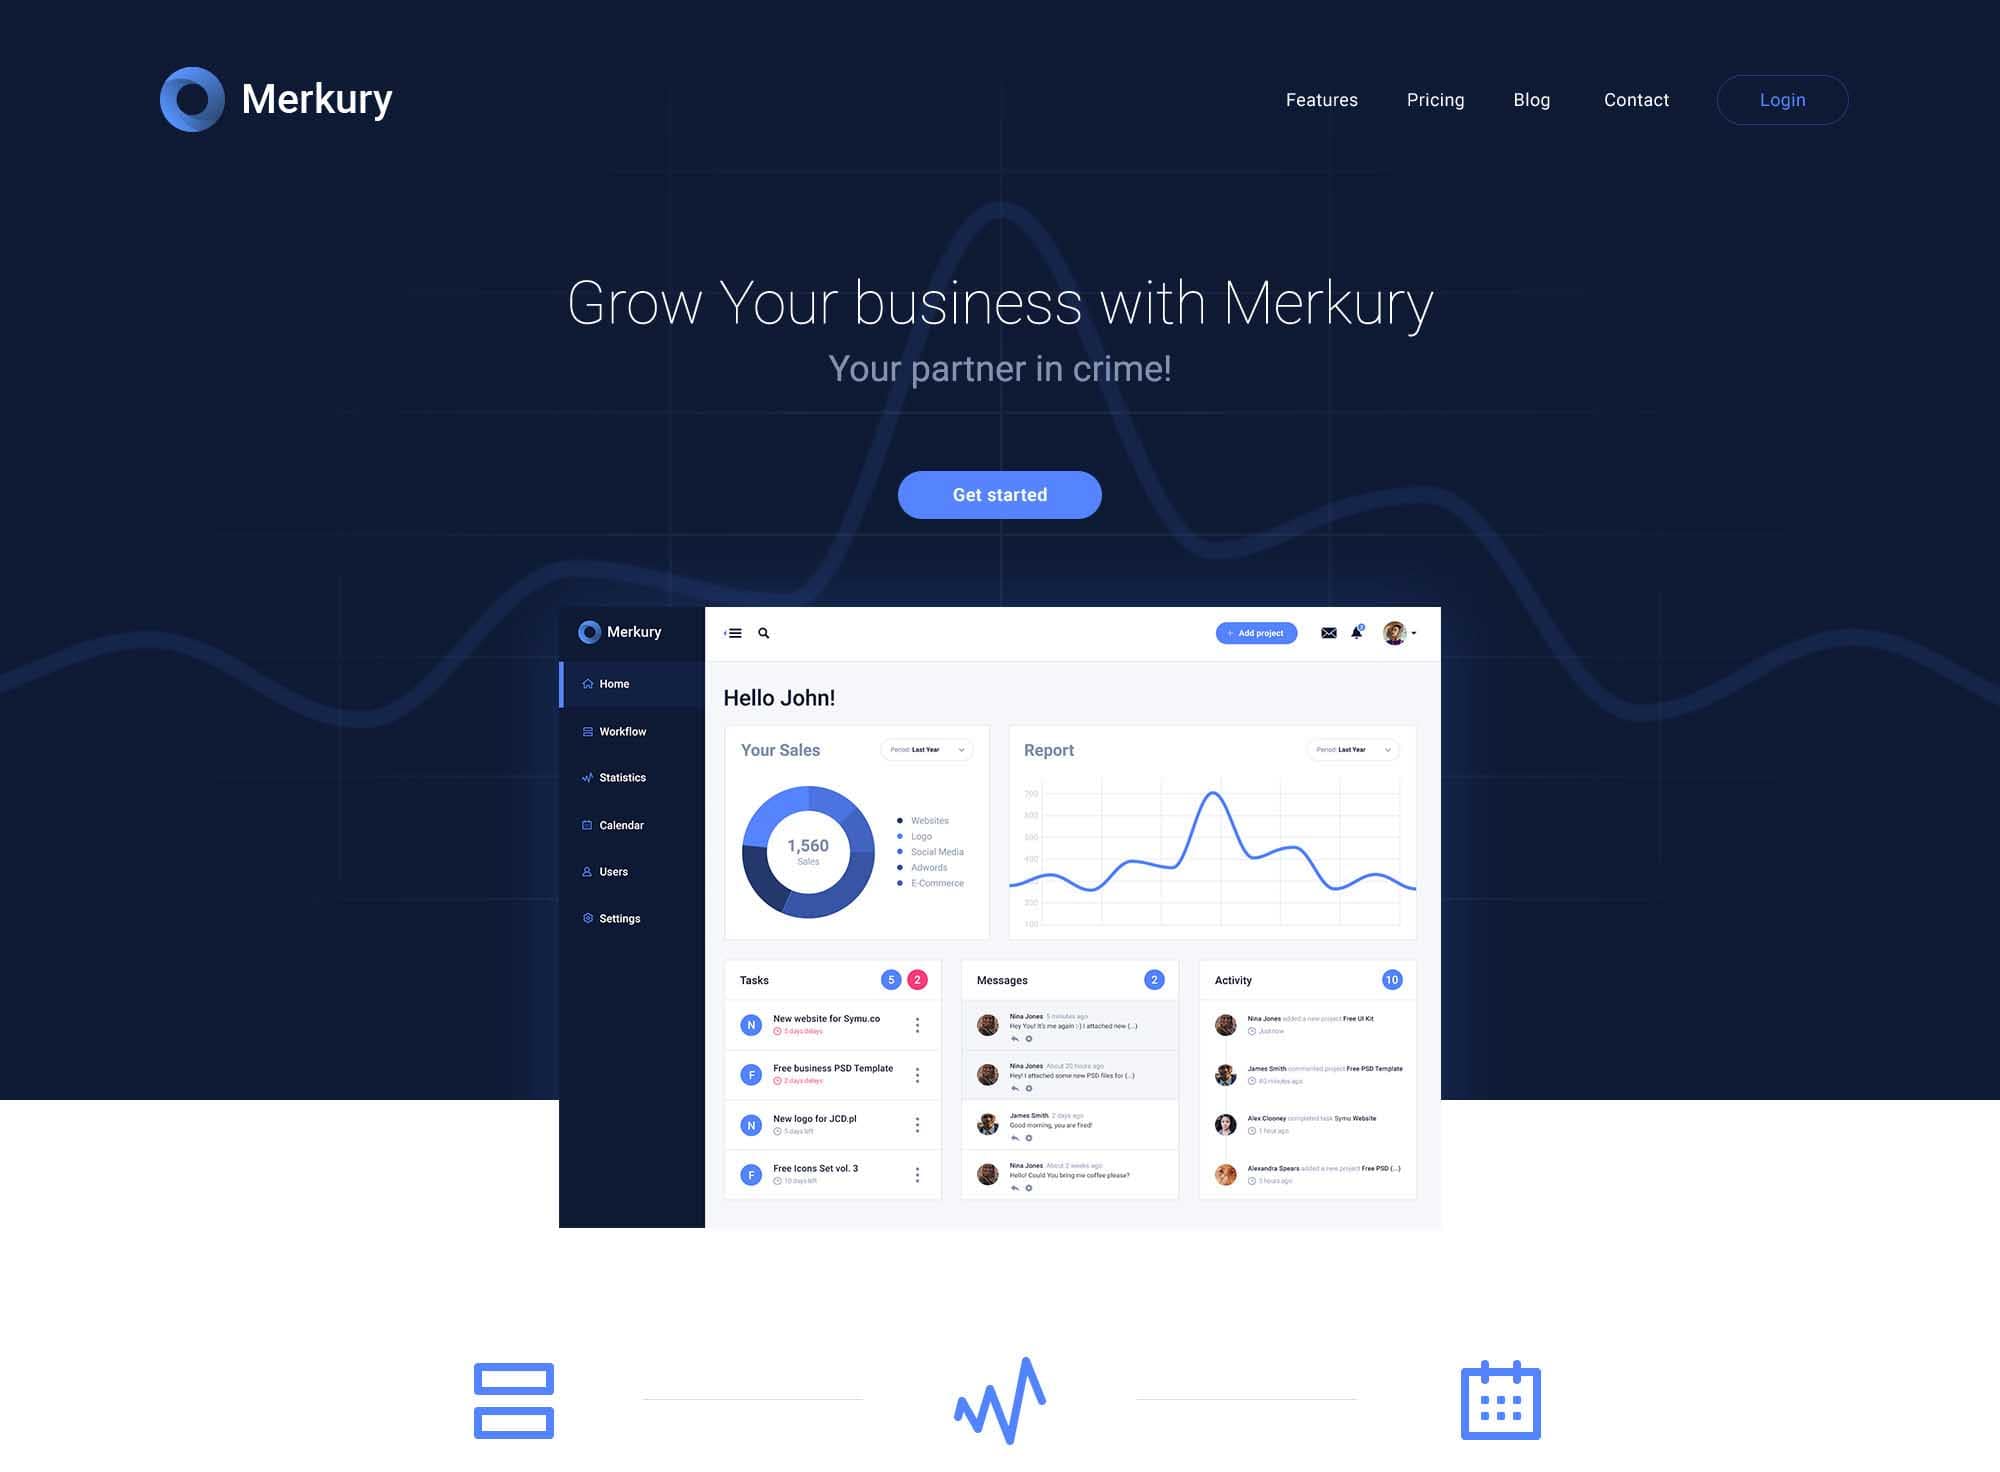 Merkury
Features Pricing Blog Contact Login
Grow Your business with Merkury
Your partner in crime!
Get started
Merkury
Home
Workflow
Statistics
Calendar
Users
Settings
+ Add project
2
Hello John!
Your Sales
Period: Last Year
1,560
Sales
Websites
Logo
Social Media
Adwords
E-Commerce
Report
Period: Last Year
700
600
500
400
200
100
Tasks 5 2
N New website for Symu.co
5 days delays
F Free business PSD Template
2 days delays
N New logo for JCD.pl
5 days left
F Free Icons Set vol. 3
10 days left
Messages 2
Nina Jones 5 minutes ago
Hey You! It's me again :-) I attached new (...)
Nina Jones About 20 hours ago
Hey! I attached some new PSD files for (...)
James Smith 2 days ago
Good morning, you are fired!
Nina Jones About 2 weeks ago
Hello! Could You bring me coffee please?
Activity 10
Nina Jones added a new project Free UI Kit
Just now
James Smith commented project Free PSD Template
40 minutes ago
Alex Clooney completed task Symu Website
1 hour ago
Alexandra Spears added a new project Free PSD (...)
3 hours ago